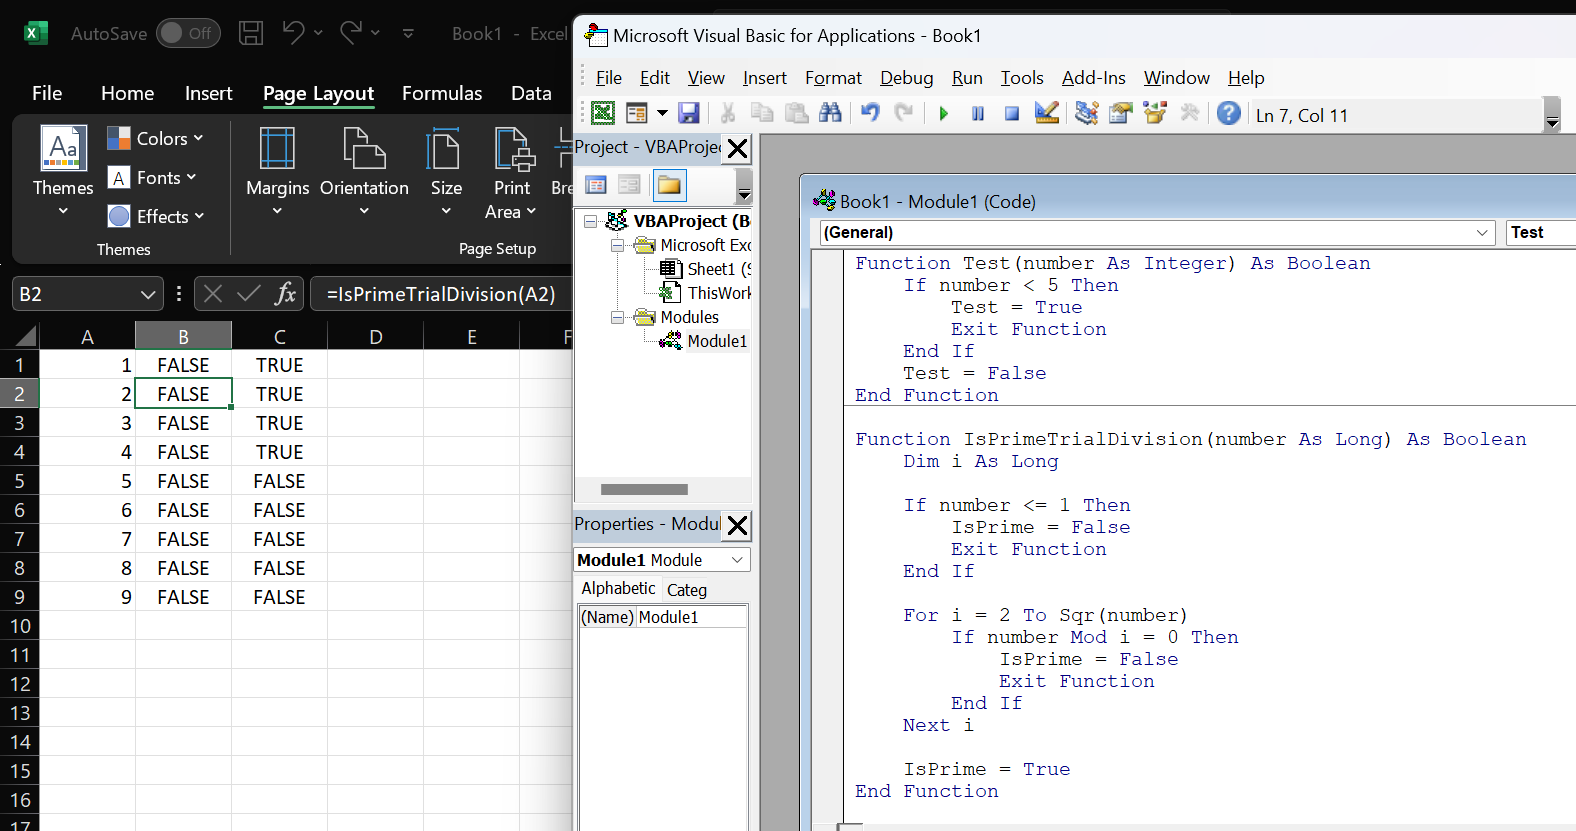 AutoSave Off Book1 - Excel
File Home Insert Page Layout Formulas Data
Aa
Themes
Colors
A Fonts
Effects
Themes
Margins Orientation Size Print Area Bre
Page Setup
B2 fx =IsPrimeTrialDivision(A2)
A B C D E F
1 1 FALSE TRUE
2 2 FALSE TRUE
3 3 FALSE TRUE
4 4 FALSE TRUE
5 5 FALSE FALSE
6 6 FALSE FALSE
7 7 FALSE FALSE
8 8 FALSE FALSE
9 9 FALSE FALSE
10
11
12
13
14
15
16
17
Microsoft Visual Basic for Applications - Book1
File Edit View Insert Format Debug Run Tools Add-Ins Window Help
Ln 7, Col 11
Project - VBAProje
VBAProject (B
Microsoft Exc
Sheet1 (S
ThisWork
Modules
Module1
Properties - Modul
Module1 Module
Alphabetic Categ
(Name) Module1
Book1 - Module1 (Code)
(General) Test
Function Test(number As Integer) As Boolean
If number < 5 Then
Test = True
Exit Function
End If
Test = False
End Function
Function IsPrimeTrialDivision(number As Long) As Boolean
Dim i As Long
If number <= 1 Then
IsPrime = False
Exit Function
End If
For i = 2 To Sqr(number)
If number Mod i = 0 Then
IsPrime = False
Exit Function
End If
Next i
IsPrime = True
End Function